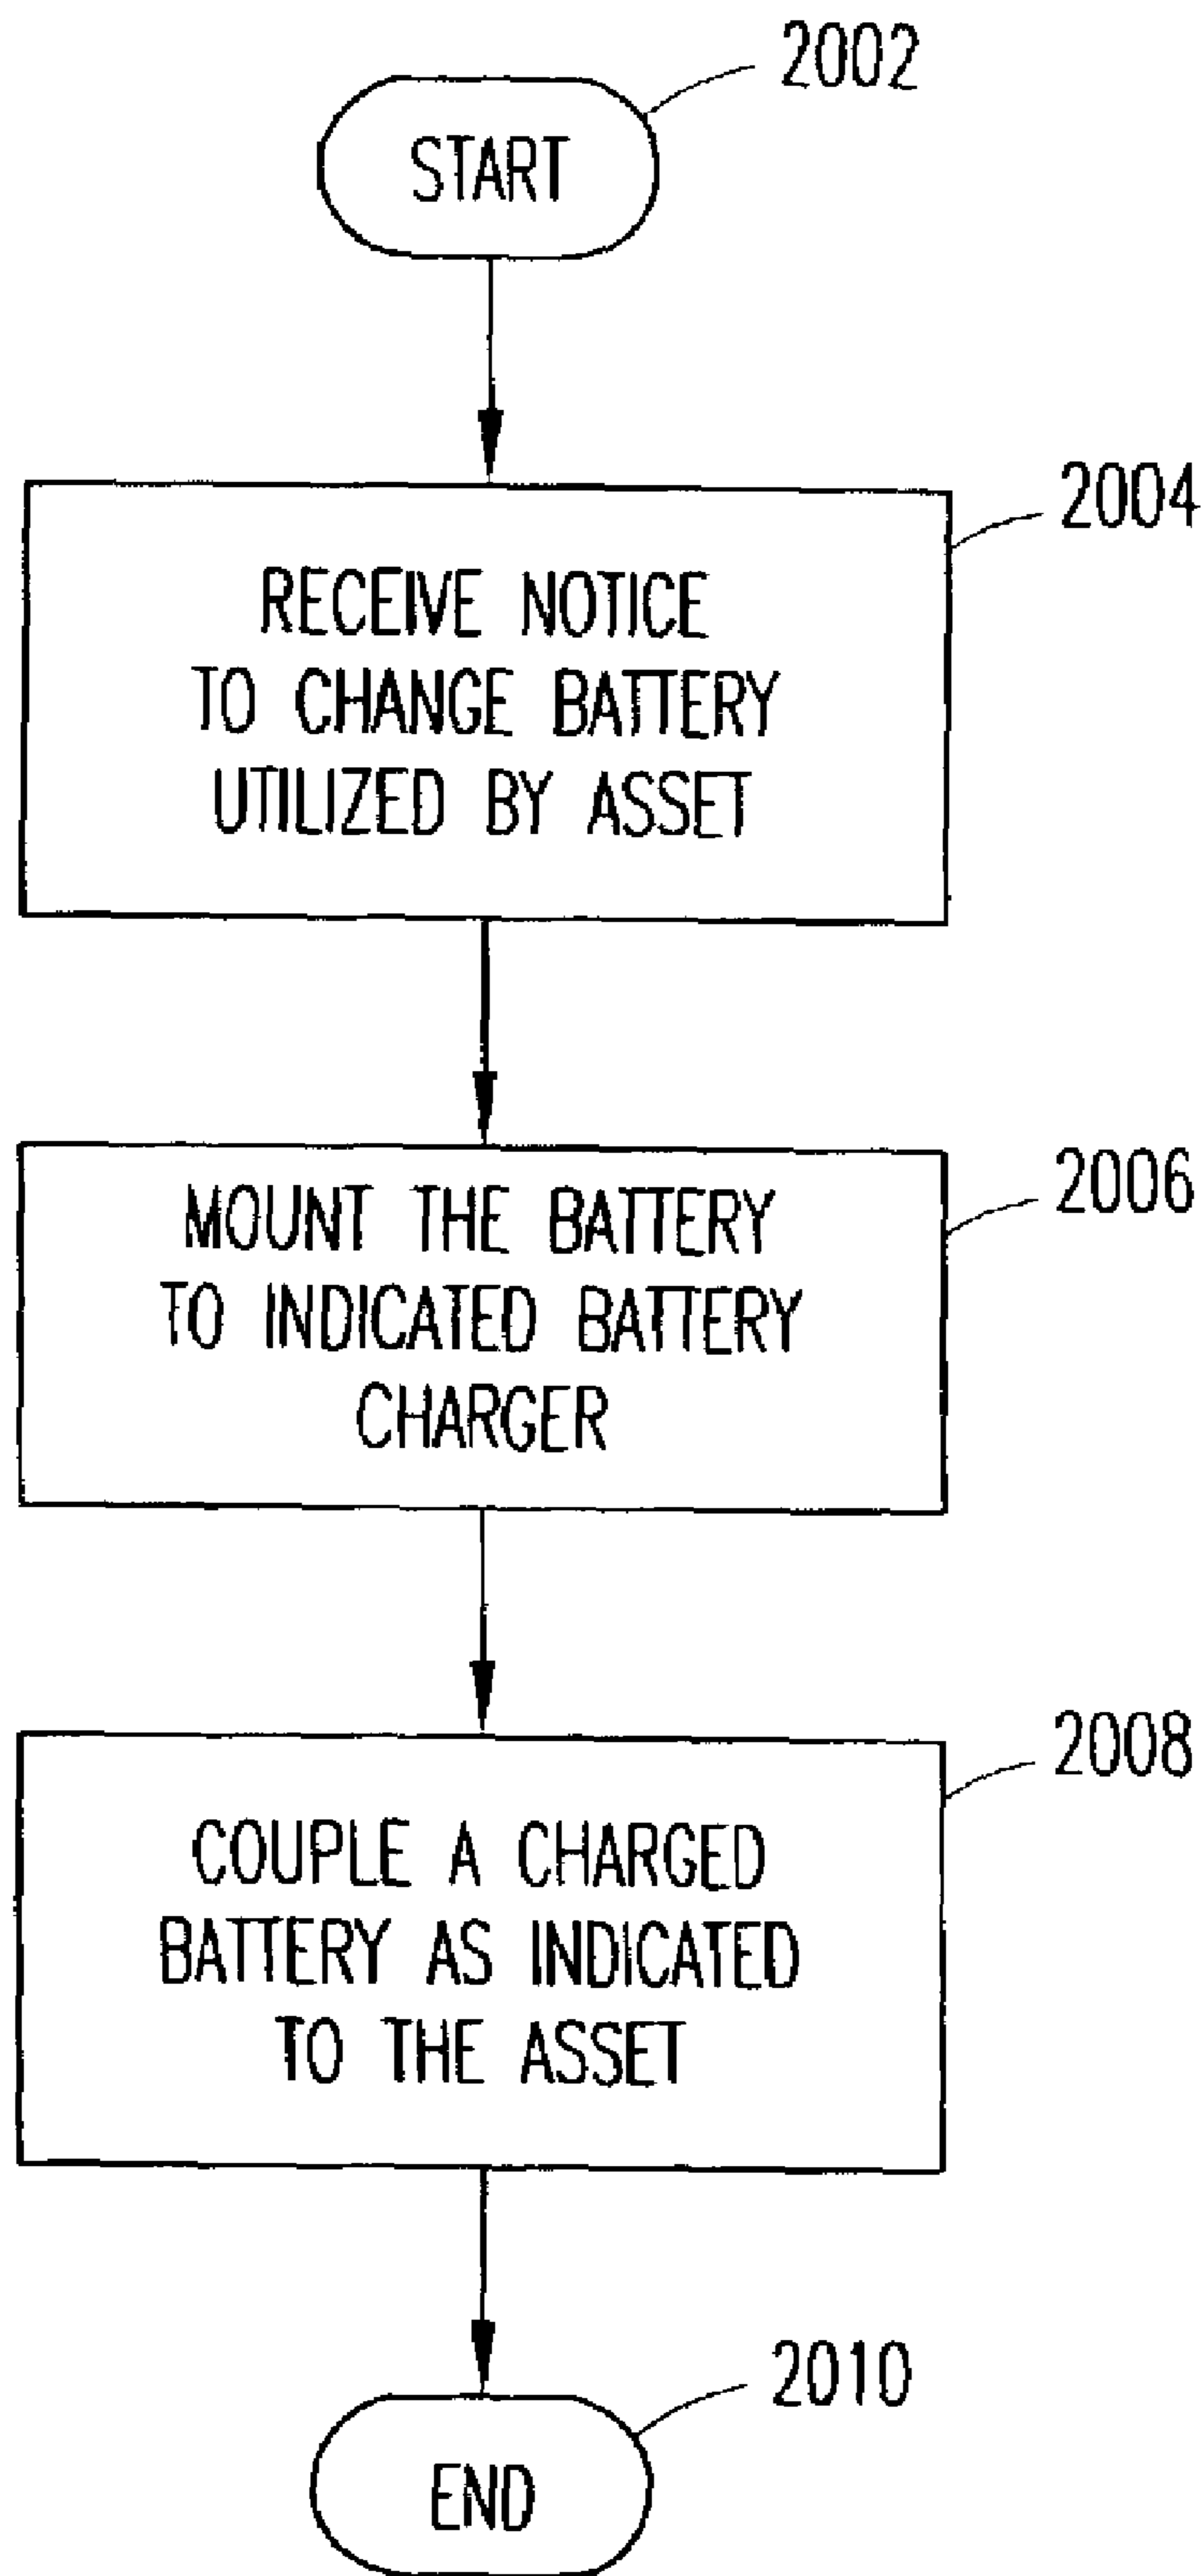 2002
START
2004
RECEIVE NOTICE
TO CHANGE BATTERY
UTILIZED BY ASSET
2006
MOUNT THE BATTERY
TO INDICATED BATTERY
CHARGER
2008
COUPLE A CHARGED
BATTERY AS INDICATED
TO THE ASSET
2010
END